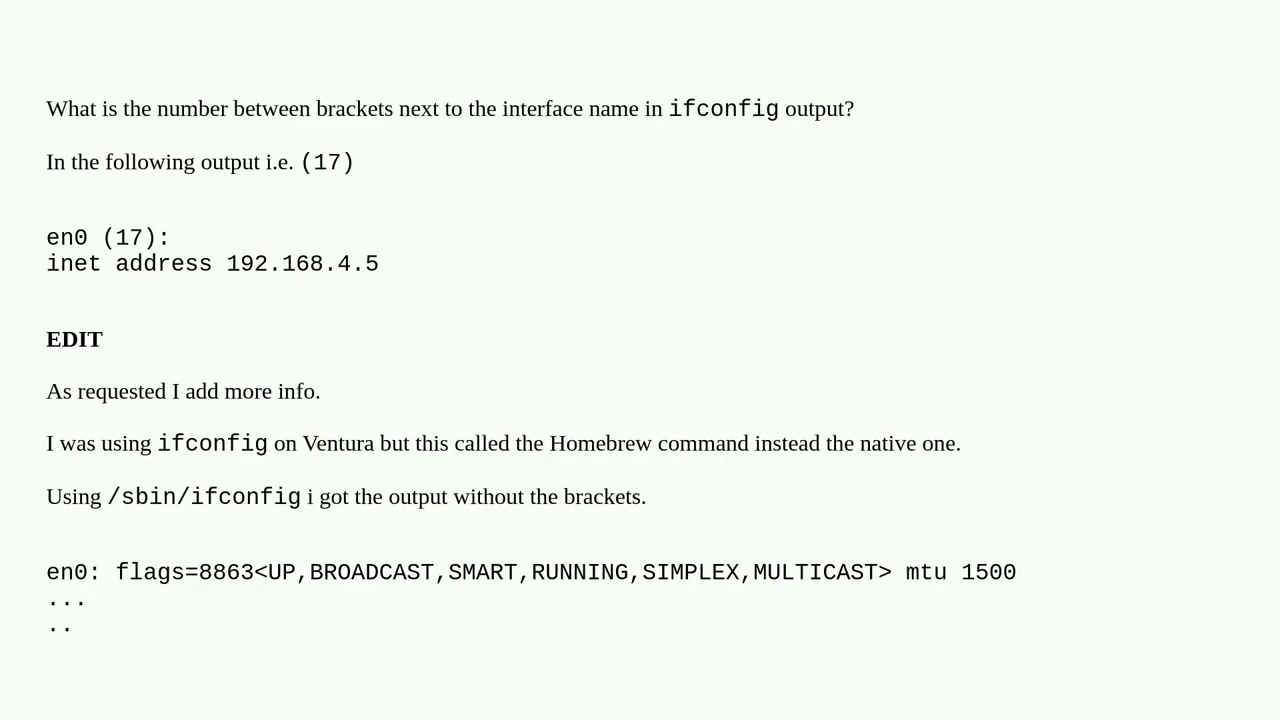 What is the number between brackets next to the interface name in ifconfig output?
In the following output i.e. (17)
en0 (17):
inet address 192.168.4.5
EDIT
As requested I add more info.
I was using ifconfig on Ventura but this called the Homebrew command instead the native one.
Using /sbin/ifconfig i got the output without the brackets.
en0: flags=8863<UP,BROADCAST,SMART,RUNNING,SIMPLEX,MULTICAST> mtu 1500
...
..